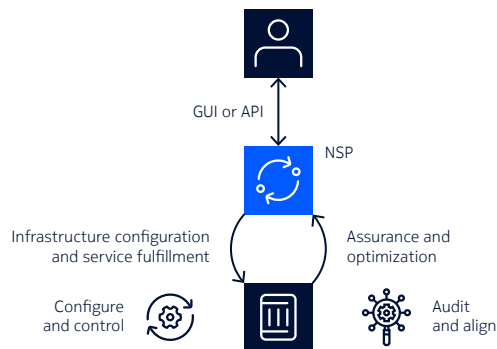 GUI or API
NSP
Infrastructure configuration
and service fulfillment
Assurance and
optimization
Configure
and control
Audit
and align